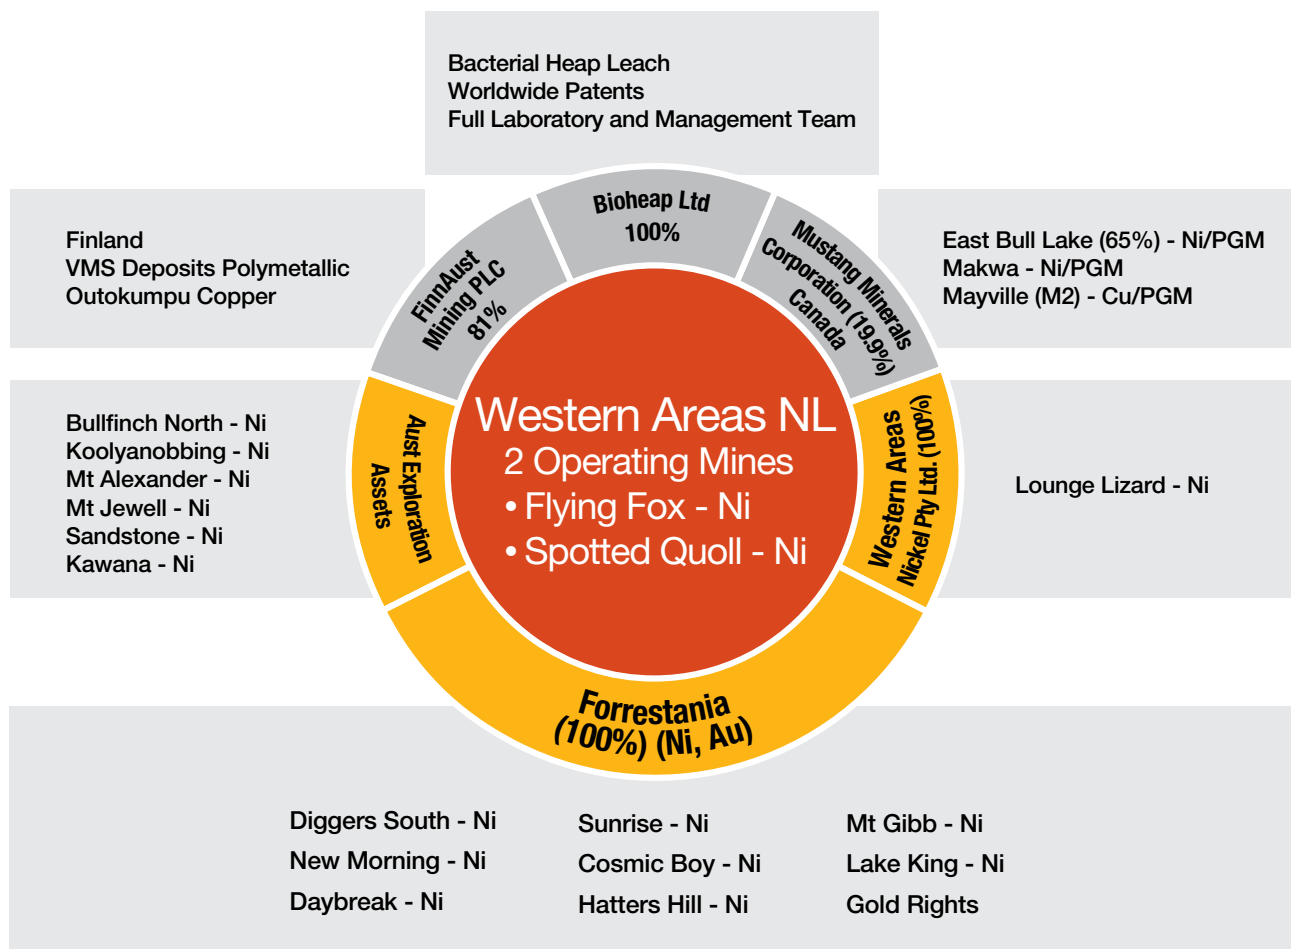 Bacterial Heap Leach
Worldwide Patents
Full Laboratory and Management Team
Finland
VMS Deposits Polymetallic
Outokumpu Copper
FinnAust
Mining PLC
81%
Bioheap Ltd
100%
Mustang Minerals
Corporation (19.9%)
Canada
East Bull Lake (65%) - Ni/PGM
Makwa - Ni/PGM
Mayville (M2) - Cu/PGM
Bullfinch North - Ni
Koolyanobbing - Ni
Mt Alexander - Ni
Mt Jewell - Ni
Sandstone - Ni
Kawana - Ni
Aust Exploration
Assets
Western Areas NL
2 Operating Mines
• Flying Fox - Ni
• Spotted Quoll - Ni
Western Areas
Nickel Pty Ltd. (100%)
Lounge Lizard - Ni
Forrestania
(100%) (Ni, Au)
Diggers South - Ni
New Morning - Ni
Daybreak - Ni
Sunrise - Ni
Cosmic Boy - Ni
Hatters Hill - Ni
Mt Gibb - Ni
Lake King - Ni
Gold Rights